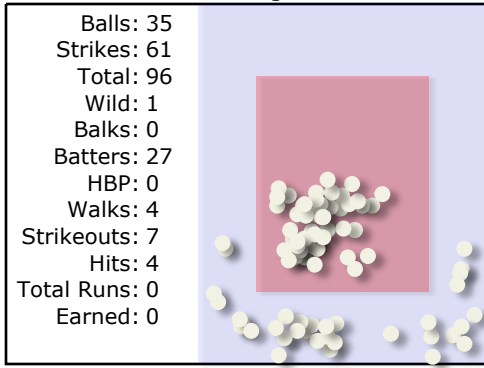 Balls: 35
Strikes: 61
Total: 96
Wild: 1
Balks: 0
Batters: 27
HBP: 0
Walks: 4
Strikeouts: 7
Hits: 4
Total Runs: 0
Earned: 0